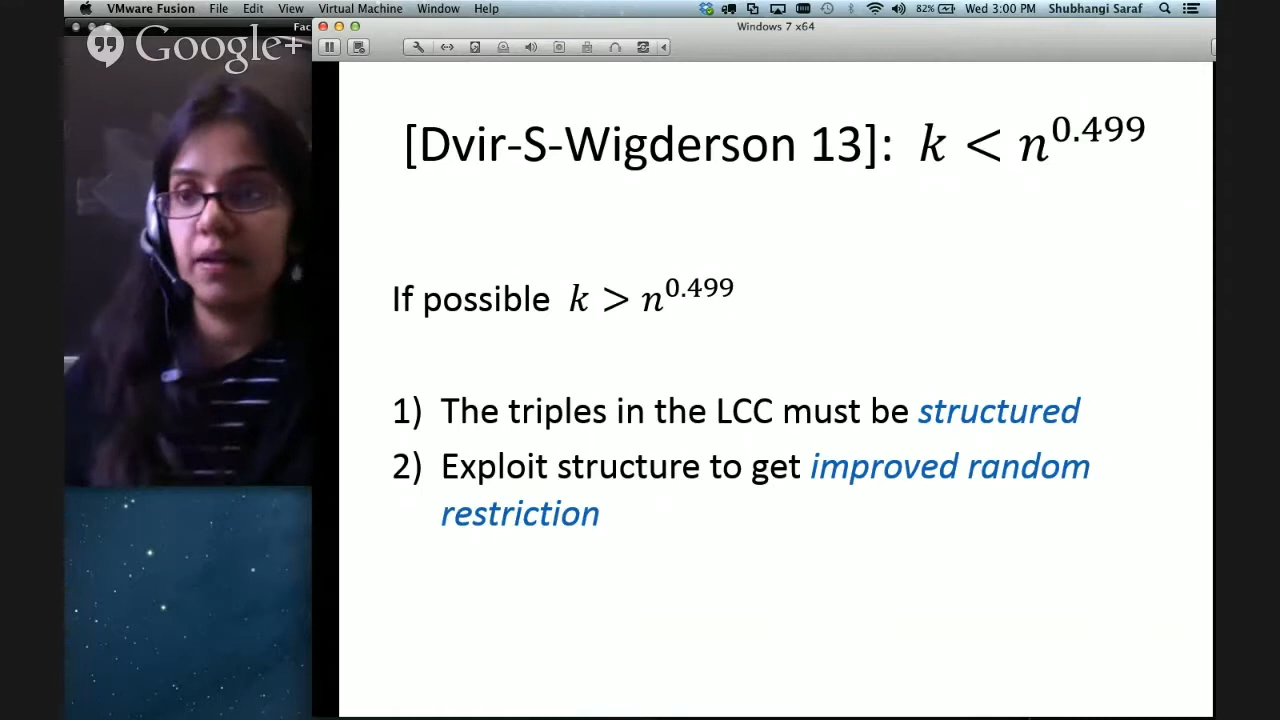 VMware Fusion File Edit View Virtual Machine Window Help 82% Wed 3:00 PM Shubhangi Saraf
Fac
Windows 7 x64
Google+
[Dvir-S-Wigderson 13]: k < n^0.499
If possible k > n^0.499
1) The triples in the LCC must be structured
2) Exploit structure to get improved random
restriction